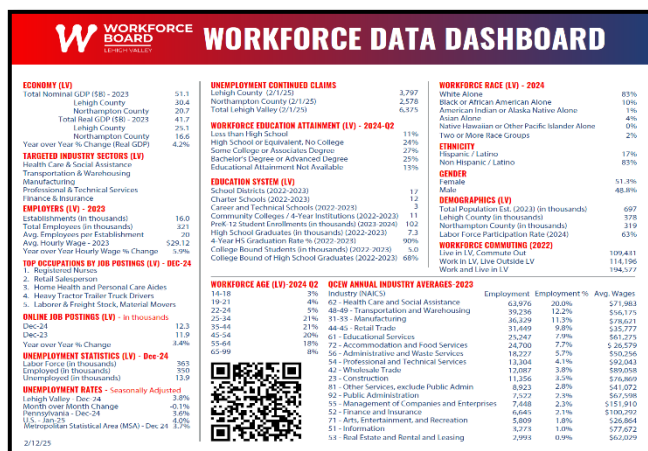 WORKFORCE
BOARD
LEHIGH VALLEY
WORKFORCE DATA DASHBOARD
ECONOMY (LV)
Total Nominal GDP ($B) - 2023 51.1
Lehigh County 30.4
Northampton County 20.7
Total Real GDP ($B) - 2023 41.7
Lehigh County 25.1
Northampton County 16.6
Year over Year % Change (Real GDP) 4.2%
TARGETED INDUSTRY SECTORS (LV)
Health Care & Social Assistance
Transportation & Warehousing
Manufacturing
Professional & Technical Services
Finance & Insurance
EMPLOYERS (LV) - 2023
Establishments (in thousands) 16.0
Total Employees (in thousands) 321
Avg. Employees per Establishment 20
Avg. Hourly Wage - 2023 $29.12
Year over Year Hourly Wage % Change 5.9%
TOP OCCUPATIONS BY JOB POSTINGS (LV) - DEC-24
1. Registered Nurses
2. Retail Salesperson
3. Home Health and Personal Care Aides
4. Heavy Tractor Trailer Truck Drivers
5. Laborer & Freight Stock, Material Movers
ONLINE JOB POSTINGS (LV) - In thousands
Dec-24 12.3
Dec-23 11.9
Year over Year % Change 3.4%
UNEMPLOYMENT STATISTICS (LV) - Dec-24
Labor Force (in thousands) 363
Employed (in thousands) 350
Unemployed (in thousands) 13.9
UNEMPLOYMENT RATES - Seasonally Adjusted
Lehigh Valley - Dec- 24 3.8%
Month over Month Change -0.1%
Pennsylvania - Dec-24 3.6%
U.S. - Jan-25 4.0%
Metropolitan Statistical Area (MSA) - Dec. 24 3.7%
2/12/25
UNEMPLOYMENT CONTINUED CLAIMS
Lehigh County (2/1/25) 3,797
Northampton County (2/1/25) 2,578
Total Lehigh Valley (2/1/25) 6,375
WORKFORCE EDUCATION ATTAINMENT (LV) - 2024-Q2
Less than High School 11%
High School or Equivalent, No College 24%
Some College or Associates Degree 27%
Bachelor's Degree or Advanced Degree 25%
Educational Attainment Not Available 13%
EDUCATION SYSTEM (LV)
School Districts (2022-2023) 17
Charter Schools (2022-2023) 12
Career and Technical Schools (2022-2023) 3
Community Colleges / 4-Year Institutions (2022-2023) 11
PreK-12 Student Enrollments (in thousands) (2023-2024) 102
High School Graduates (in thousands) (2022-2023) 7.3
4-Year HS Graduation Rate % (2022-2023) 90%
College Bound Students (in thousands) (2022-2023) 5.0
College Bound of High School Graduates (2022-2023) 68%
WORKFORCE RACE (LV) - 2024
White Alone 83%
Black or African American Alone 10%
American Indian or Alaska Native Alone 1%
Asian Alone 4%
Native Hawaiian or Other Pacific Islander Alone 0%
Two or More Race Groups 2%
ETHNICITY
Hispanic / Latino 17%
Non Hispanic / Latino 83%
GENDER
Female 51.3%
Male 48.8%
DEMOGRAPHICS (LV)
Total Population Est. (2023) (in thousands) 697
Lehigh County (in thousands) 378
Northampton County (in thousands) 319
Labor Force Participation Rate (2024) 63%
WORKFORCE COMMUTING (2022)
Live in LV, Commute Out 109,431
Work in LV, Live Outside LV 114,196
Work and Live in LV 194,577
WORKFORCE AGE (LV)-2024 Q2
14-18 3%
19-21 4%
22-24 5%
25-34 21%
35-44 21%
45-54 20%
55-64 18%
65-99 8%
QCEW ANNUAL INDUSTRY AVERAGES-2023
Industry (NAICS) Employment Employment % Avg. Wages
62 - Health Care and Social Assistance 63,976 20.0% $71,983
48-49 - Transportation and Warehousing 39,236 12.2% $56,175
31-33 - Manufacturing 36,329 11.3% $78,621
44-45 - Retail Trade 31,449 9.8% $35,777
61 - Educational Services 25,247 7.9% $61,275
72 - Accommodation and Food Services 24,700 7.7% $ 26,579
56 - Administrative and Waste Services 18,227 5.7% $50,256
54 - Professional and Technical Services 13,304 4.1% $92,043
42 - Wholesale Trade 12,087 3.8% $89,058
23 - Construction 11,256 3.5% $76,869
81 - Other Services, exclude Public Admin 8,923 2.8% $41,072
92 - Public Administration 7,522 2.3% $67,598
55 - Management of Companies and Enterprises 7,448 2.3% $151,910
52 - Finance and Insurance 6,645 2.1% $100,292
71 - Arts, Entertainment, and Recreation 5,809 1.8% $26,864
51 - Information 3,273 1.0% $77,672
53 - Real Estate and Rental and Leasing 2,993 0.9% $62,029